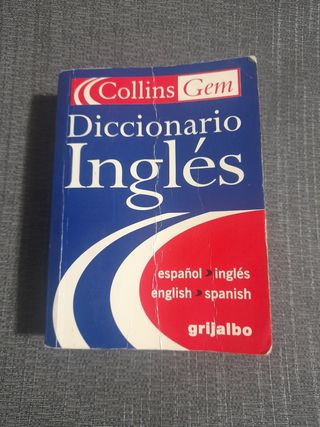 Collins Gem
Diccionario
Inglés
español › inglés
english › spanish
grijalbo